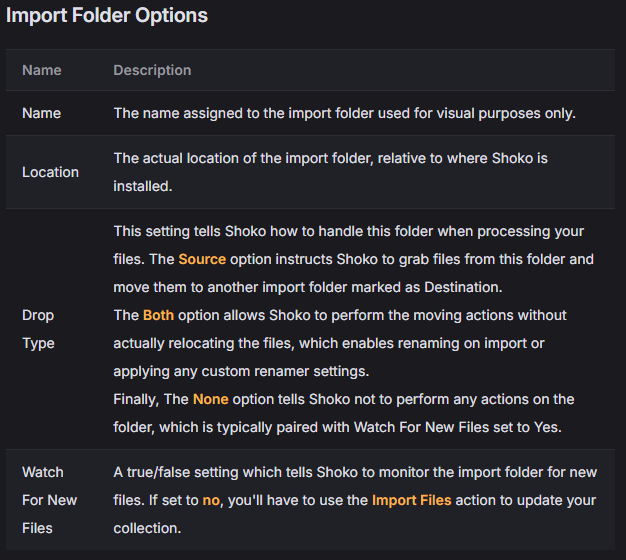 Import Folder Options
Name Description
Name The name assigned to the import folder used for visual purposes only.
Location The actual location of the import folder, relative to where Shoko is
installed.
Drop
Type
This setting tells Shoko how to handle this folder when processing your
files. The Source option instructs Shoko to grab files from this folder and
move them to another import folder marked as Destination.
The Both option allows Shoko to perform the moving actions without
actually relocating the files, which enables renaming on import or
applying any custom renamer settings.
Finally, The None option tells Shoko not to perform any actions on the
folder, which is typically paired with Watch For New Files set to Yes.
Watch
For New
Files
A true/false setting which tells Shoko to monitor the import folder for new
files. If set to no, you'll have to use the Import Files action to update your
collection.